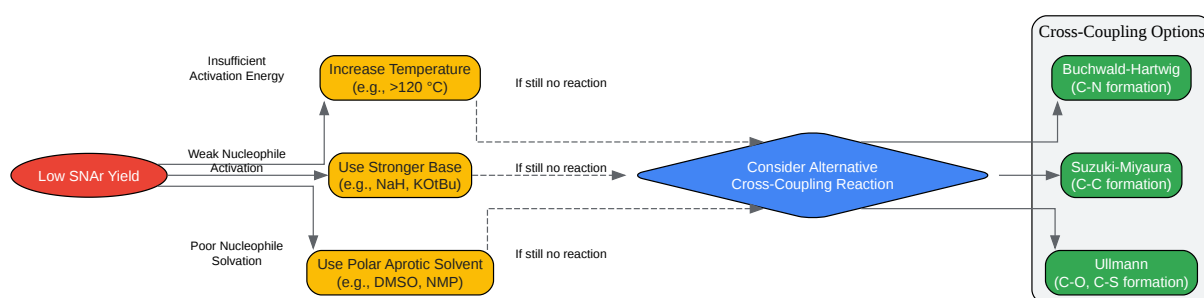 Low SNAr Yield
Insufficient
Activation Energy
Increase Temperature
(e.g., >120 °C)
If still no reaction
Weak Nucleophile
Activation
Use Stronger Base
(e.g., NaH, KOtBu)
If still no reaction
Poor Nucleophile
Solvation
Use Polar Aprotic Solvent
(e.g., DMSO, NMP)
If still no reaction
Consider Alternative
Cross-Coupling Reaction
Cross-Coupling Options
Buchwald-Hartwig
(C-N formation)
Suzuki-Miyaura
(C-C formation)
Ullmann
(C-O, C-S formation)